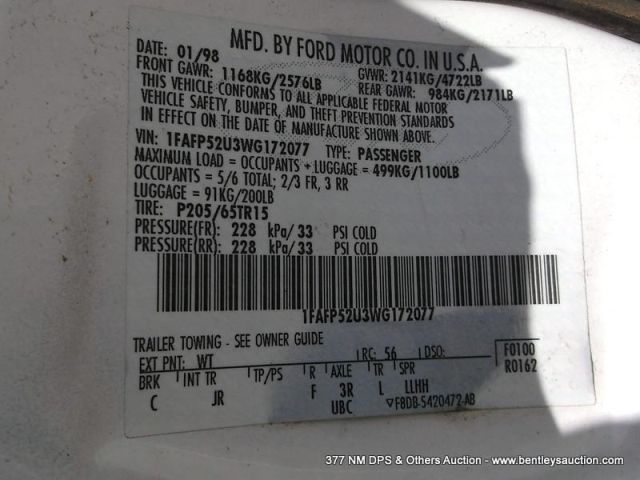 MFD. BY FORD MOTOR CO. IN U.S.A.
DATE: 01/98 GVWR: 2141KG/4722LB
FRONT GAWR: 1168KG/2576LB REAR GAWR: 984KG/2171LB
THIS VEHICLE CONFORMS TO ALL APPLICABLE FEDERAL MOTOR
VEHICLE SAFETY, BUMPER, AND THEFT PREVENTION STANDARDS
IN EFFECT ON THE DATE OF MANUFACTURE SHOWN ABOVE.
VIN: 1FAFP52U3WG172077 TYPE: PASSENGER
MAXIMUM LOAD = OCCUPANTS + LUGGAGE = 499KG/1100LB
OCCUPANTS = 5/6 TOTAL; 2/3 FR, 3 RR
LUGGAGE = 91KG/200LB
TIRE: P205/65TR15
PRESSURE(FR): 228 kPa/33 PSI COLD
PRESSURE(RR): 228 kPa/33 PSI COLD
1FAFP52U3WG172077
TRAILER TOWING - SEE OWNER GUIDE
EXT PNT: WT RC: 56 DSO: F0100
BRK INT TR TP/PS R AXLE TR SPR R0162
C JR F 3R L LLHH
UBC ▽F8DB-5420472-AB
377 NM DPS & Others Auction - www.bentleysauction.com